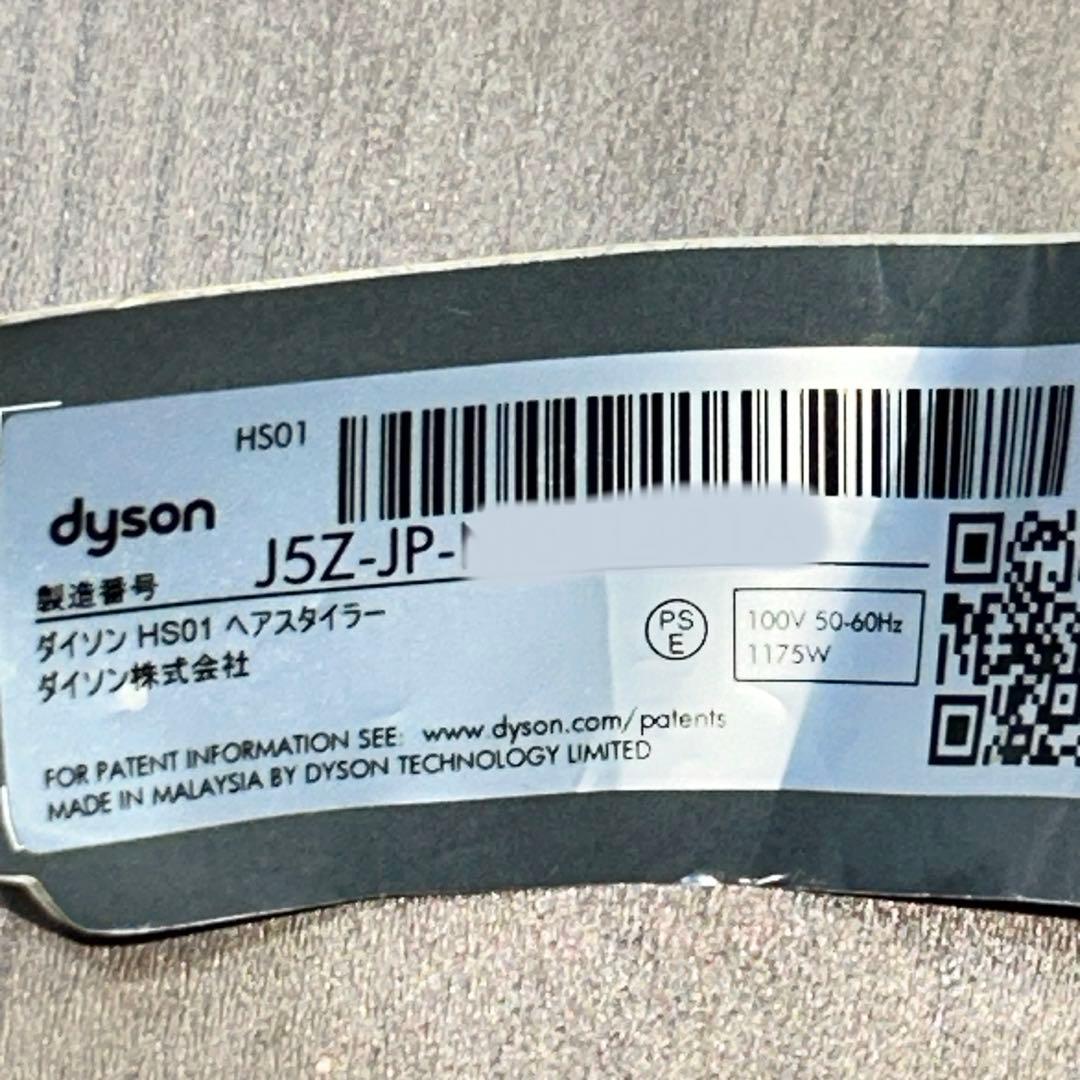 HS01
dyson
製造番号 J5Z-JP-
ダイソン HS01 ヘアスタイラー
ダイソン株式会社
PS
E
100V 50-60Hz
1175W
FOR PATENT INFORMATION SEE: www.dyson.com/patents
MADE IN MALAYSIA BY DYSON TECHNOLOGY LIMITED